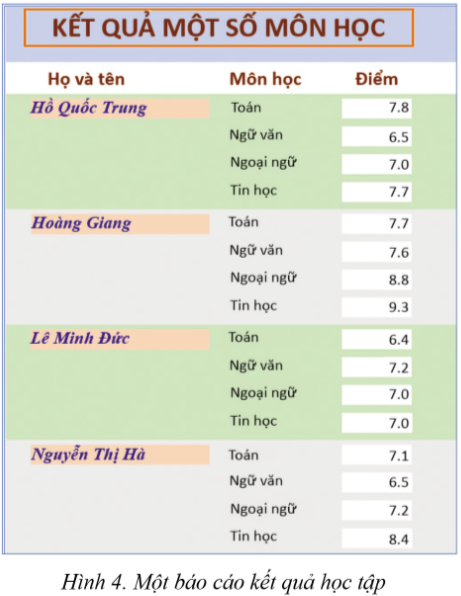 KẾT QUẢ MỘT SỐ MÔN HỌC
Họ và tên Môn học Điểm
Hồ Quốc Trung Toán 7.8
Ngữ văn 6.5
Ngoại ngữ 7.0
Tin học 7.7
Hoàng Giang Toán 7.7
Ngữ văn 7.6
Ngoại ngữ 8.8
Tin học 9.3
Lê Minh Đức Toán 6.4
Ngữ văn 7.2
Ngoại ngữ 7.0
Tin học 7.0
Nguyễn Thị Hà Toán 7.1
Ngữ văn 6.5
Ngoại ngữ 7.2
Tin học 8.4
Hình 4. Một báo cáo kết quả học tập